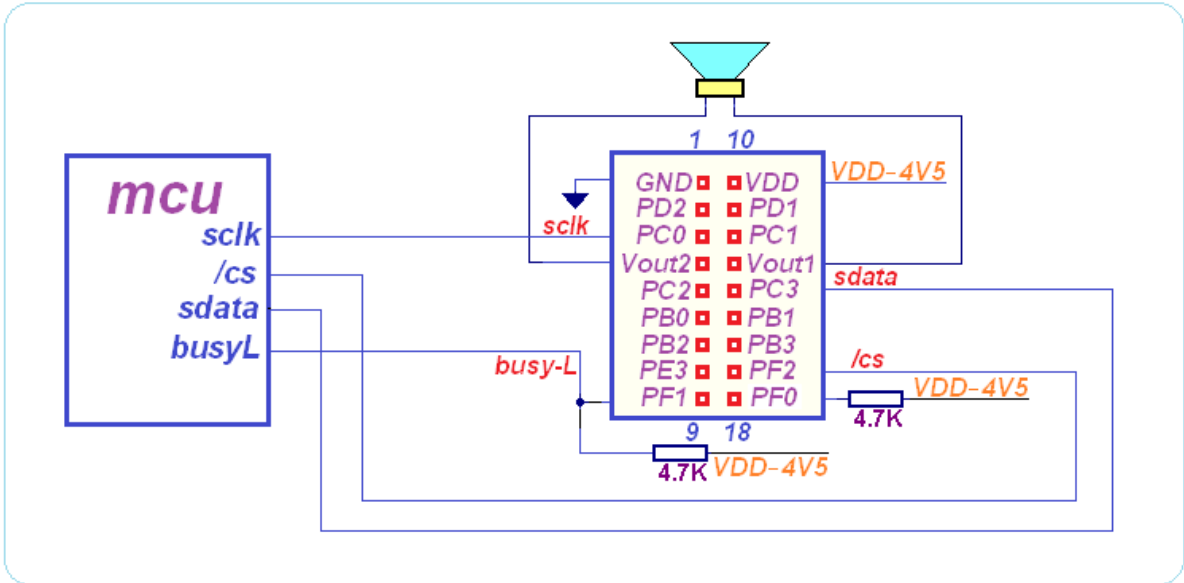 1 10
mcu
GND VDD VDD-4V5
PD2 PD1
sclk sclk PC0 PC1
Vout2 Vout1
/cs sdata
PC2 PC3
sdata PB0 PB1
busyL PB2 PB3
busy-L PE3 PF2 /cs
PF1 PF0 VDD-4V5
4.7K
9 18
4.7K VDD-4V5